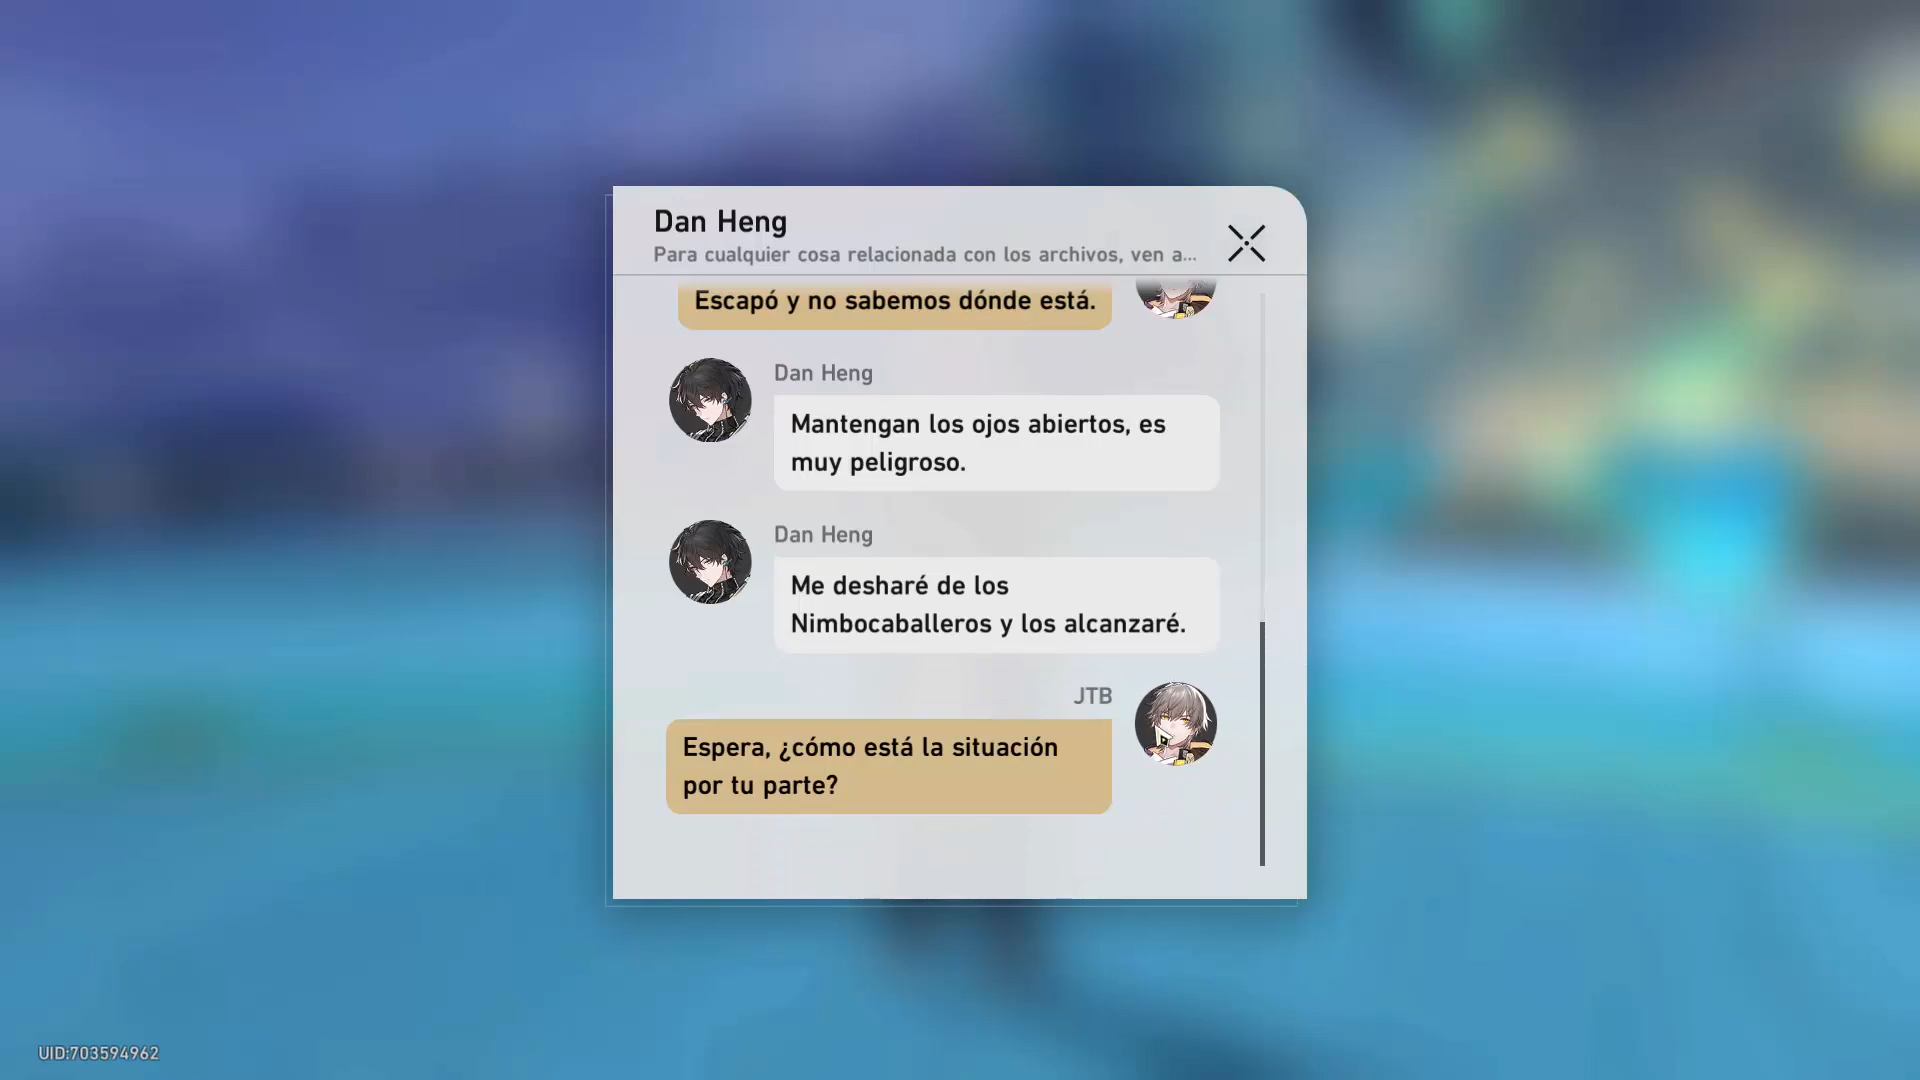 Dan Heng
Para cualquier cosa relacionada con los archivos, ven a...
Escapó y no sabemos dónde está.
Dan Heng
Mantengan los ojos abiertos, es
muy peligroso.
Dan Heng
Me desharé de los
Nimbocaballeros y los alcanzaré.
JTB
Espera, ¿cómo está la situación
por tu parte?
UID:703594962